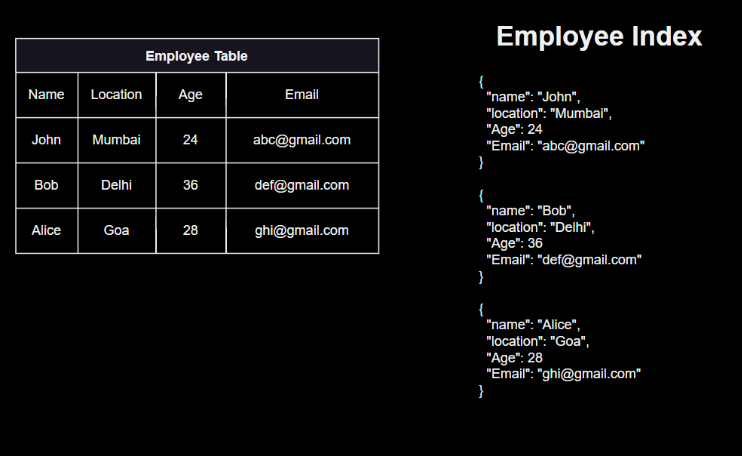 Employee Table
Name Location Age Email
John Mumbai 24 abc@gmail.com
Bob Delhi 36 def@gmail.com
Alice Goa 28 ghi@gmail.com
Employee Index
{
"name": "John",
"location": "Mumbai",
"Age": 24
"Email": "abc@gmail.com"
}
{
"name": "Bob",
"location": "Delhi",
"Age": 36
"Email": "def@gmail.com"
}
{
"name": "Alice",
"location": "Goa",
"Age": 28
"Email": "ghi@gmail.com"
}